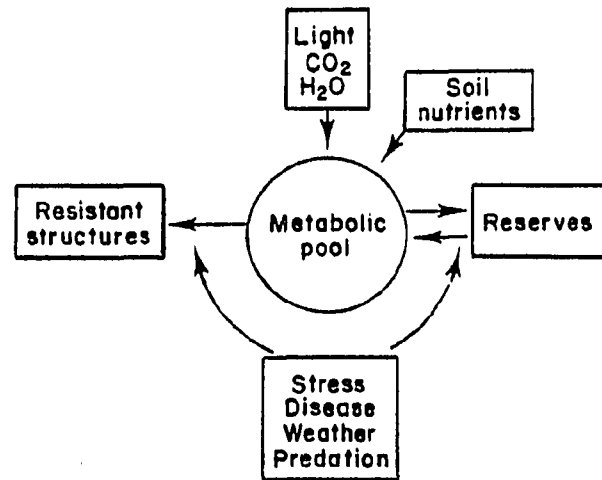 Light
CO₂
H₂O
Soil
nutrients
Resistant
structures
Metabolic
pool
Reserves
Stress
Disease
Weather
Predation